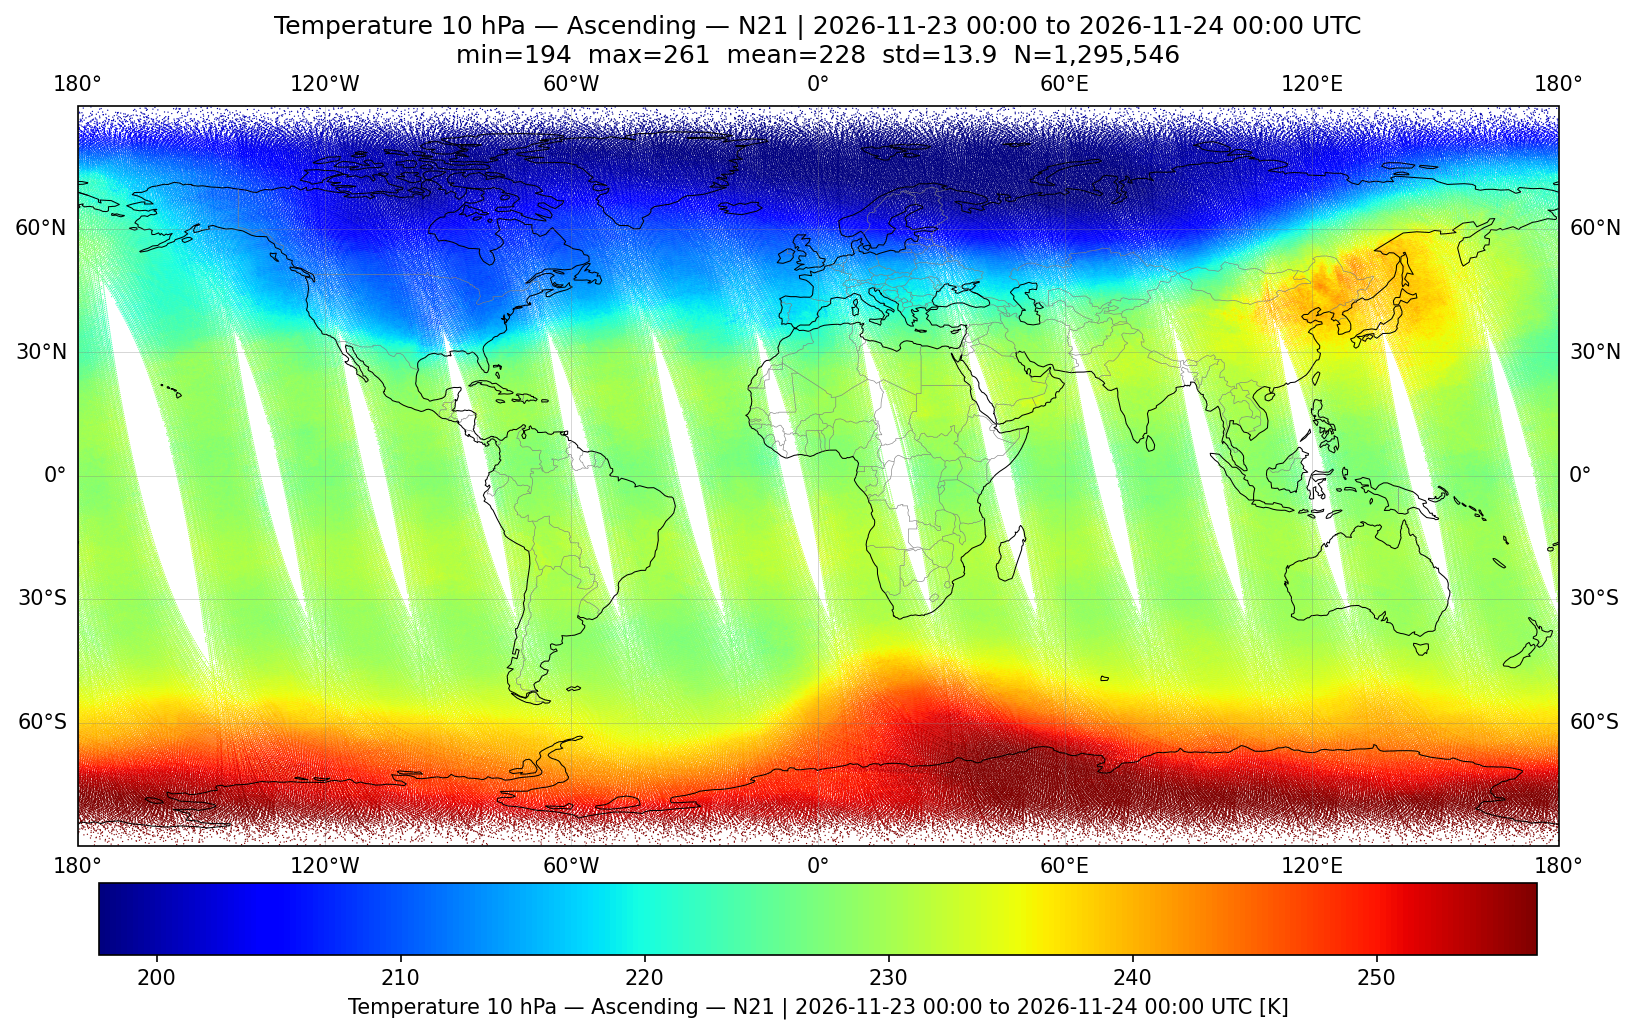 Temperature 10 hPa — Ascending — N21 | 2026-11-23 00:00 to 2026-11-24 00:00 UTC
min=194  max=261  mean=228  std=13.9  N=1,295,546
180° 120°W 60°W 0° 60°E 120°E 180°
60°N 60°N
30°N 30°N
0° 0°
30°S 30°S
60°S 60°S
180° 120°W 60°W 0° 60°E 120°E 180°
200 210 220 230 240 250
Temperature 10 hPa — Ascending — N21 | 2026-11-23 00:00 to 2026-11-24 00:00 UTC [K]